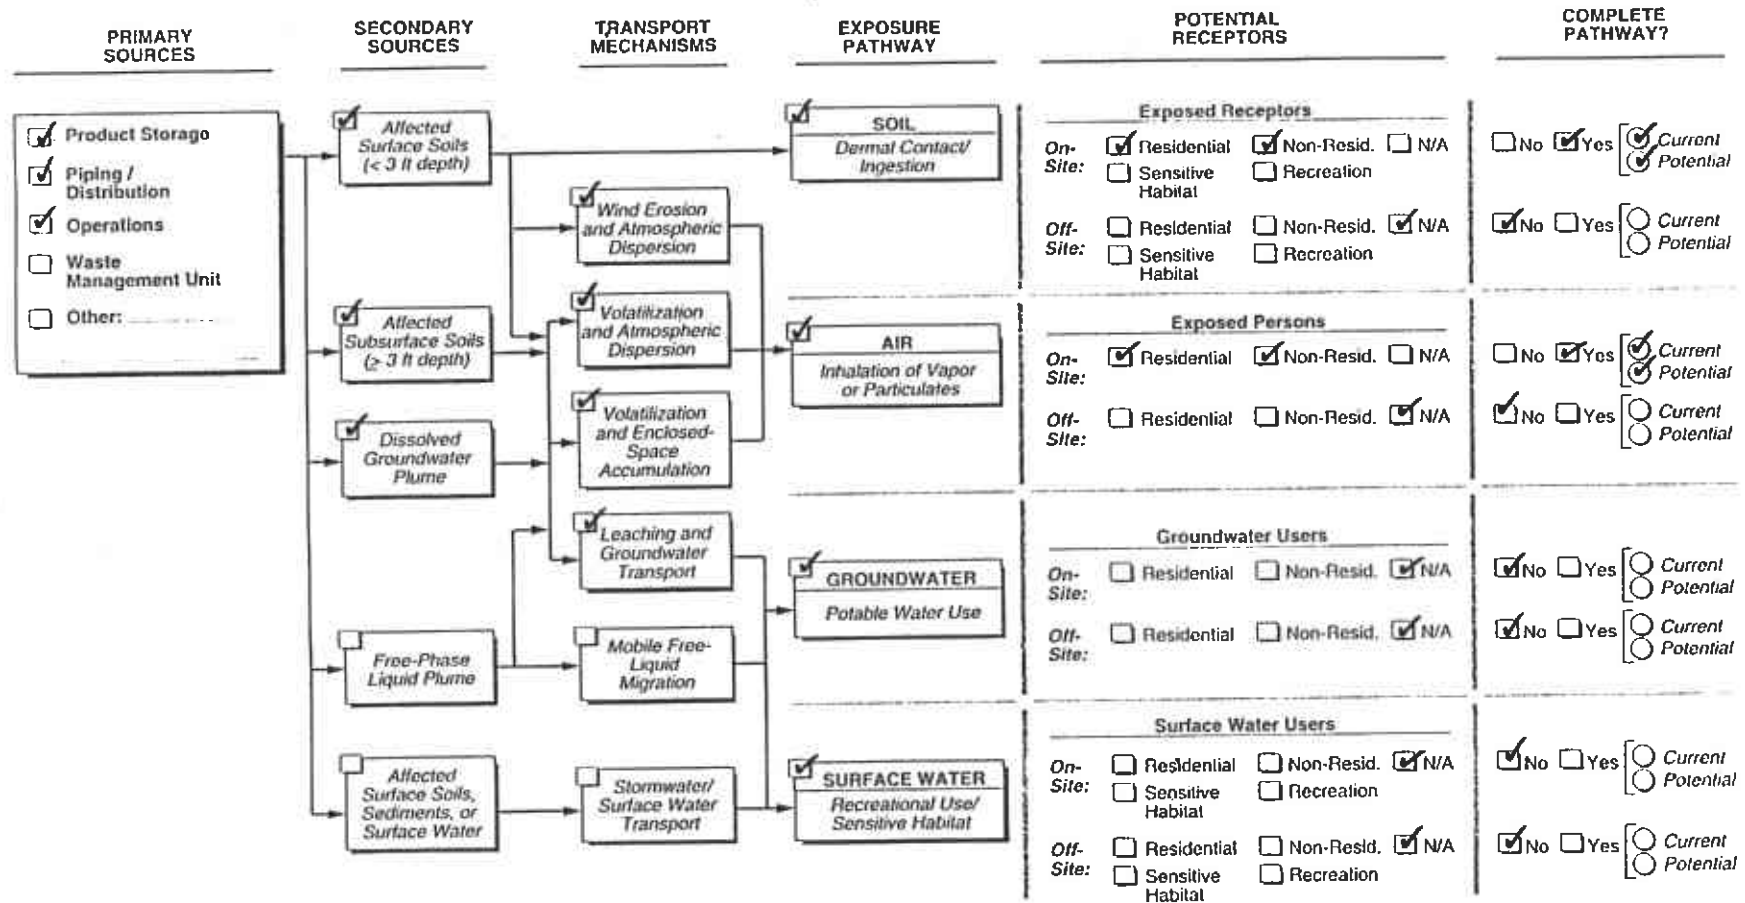 PRIMARY
SOURCES
SECONDARY
SOURCES
TRANSPORT
MECHANISMS
EXPOSURE
PATHWAY
POTENTIAL
RECEPTORS
COMPLETE
PATHWAY?
Product Storage
Piping /
Distribution
Operations
Waste
Management Unit
Other:
Affected
Surface Soils
(< 3 ft depth)
Affected
Subsurface Soils
(≥ 3 ft depth)
Dissolved
Groundwater
Plume
Free-Phase
Liquid Plume
Affected
Surface Soils,
Sediments, or
Surface Water
Wind Erosion
and Atmospheric
Dispersion
Volatilization
and Atmospheric
Dispersion
Volatilization
and Enclosed-
Space
Accumulation
Leaching and
Groundwater
Transport
Mobile Free-
Liquid
Migration
Stormwater/
Surface Water
Transport
SOIL
Dermal Contact/
Ingestion
AIR
Inhalation of Vapor
or Particulates
GROUNDWATER
Potable Water Use
SURFACE WATER
Recreational Use/
Sensitive Habitat
Exposed Receptors
On-
Site:
Residential Non-Resid. N/A
Sensitive
Habitat
Recreation
No Yes Current
Potential
Off-
Site:
Residential Non-Resid. N/A
Sensitive
Habitat
Recreation
No Yes Current
Potential
Exposed Persons
On-
Site:
Residential Non-Resid. N/A
No Yes Current
Potential
Off-
Site:
Residential Non-Resid. N/A
No Yes Current
Potential
Groundwater Users
On-
Site:
Residential Non-Resid. N/A
No Yes Current
Potential
Off-
Site:
Residential Non-Resid. N/A
No Yes Current
Potential
Surface Water Users
On-
Site:
Residential Non-Resid. N/A
Sensitive
Habitat
Recreation
No Yes Current
Potential
Off-
Site:
Residential Non-Resid. N/A
Sensitive
Habitat
Recreation
No Yes Current
Potential